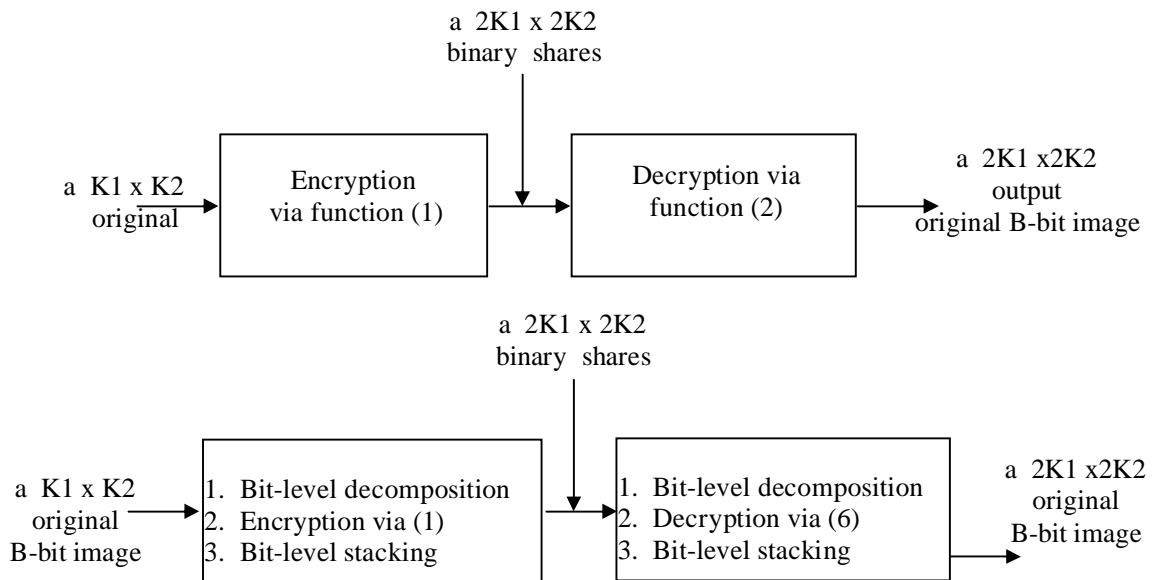 a 2K1 x 2K2
binary shares
a K1 x K2
original
Encryption
via function (1)
Decryption via
function (2)
a 2K1 x2K2
output
original B-bit image
a 2K1 x 2K2
binary shares
a K1 x K2
original
B-bit image
1. Bit-level decomposition
2. Encryption via (1)
3. Bit-level stacking
1. Bit-level decomposition
2. Decryption via (6)
3. Bit-level stacking
a 2K1 x2K2
original
B-bit image